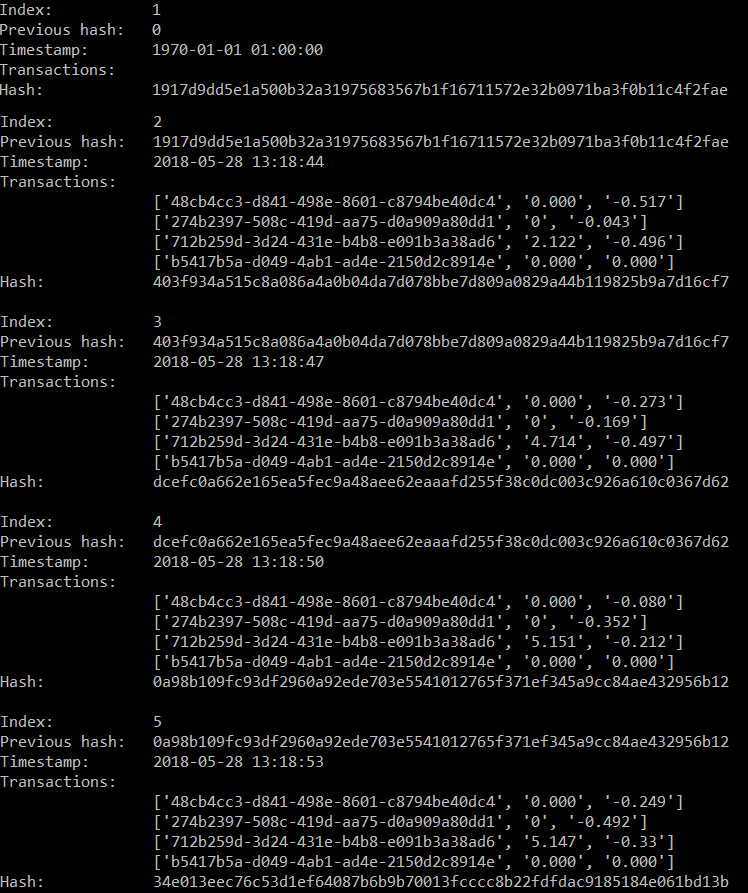 Index: 1
Previous hash: 0
Timestamp: 1970-01-01 01:00:00
Transactions:
Hash: 1917d9dd5e1a500b32a31975683567b1f16711572e32b0971ba3f0b11c4f2fae
Index: 2
Previous hash: 1917d9dd5e1a500b32a31975683567b1f16711572e32b0971ba3f0b11c4f2fae
Timestamp: 2018-05-28 13:18:44
Transactions:
['48cb4cc3-d841-498e-8601-c8794be40dc4', '0.000', '-0.517']
['274b2397-508c-419d-aa75-d0a909a80dd1', '0', '-0.043']
['712b259d-3d24-431e-b4b8-e091b3a38ad6', '2.122', '-0.496']
['b5417b5a-d049-4ab1-ad4e-2150d2c8914e', '0.000', '0.000']
Hash: 403f934a515c8a086a4a0b04da7d078bbe7d809a0829a44b119825b9a7d16cf7
Index: 3
Previous hash: 403f934a515c8a086a4a0b04da7d078bbe7d809a0829a44b119825b9a7d16cf7
Timestamp: 2018-05-28 13:18:47
Transactions:
['48cb4cc3-d841-498e-8601-c8794be40dc4', '0.000', '-0.273']
['274b2397-508c-419d-aa75-d0a909a80dd1', '0', '-0.169']
['712b259d-3d24-431e-b4b8-e091b3a38ad6', '4.714', '-0.497']
['b5417b5a-d049-4ab1-ad4e-2150d2c8914e', '0.000', '0.000']
Hash: dcefc0a662e165ea5fec9a48aee62eaaafd255f38c0dc003c926a610c0367d62
Index: 4
Previous hash: dcefc0a662e165ea5fec9a48aee62eaaafd255f38c0dc003c926a610c0367d62
Timestamp: 2018-05-28 13:18:50
Transactions:
['48cb4cc3-d841-498e-8601-c8794be40dc4', '0.000', '-0.080']
['274b2397-508c-419d-aa75-d0a909a80dd1', '0', '-0.352']
['712b259d-3d24-431e-b4b8-e091b3a38ad6', '5.151', '-0.212']
['b5417b5a-d049-4ab1-ad4e-2150d2c8914e', '0.000', '0.000']
Hash: 0a98b109fc93df2960a92ede703e5541012765f371ef345a9cc84ae432956b12
Index: 5
Previous hash: 0a98b109fc93df2960a92ede703e5541012765f371ef345a9cc84ae432956b12
Timestamp: 2018-05-28 13:18:53
Transactions:
['48cb4cc3-d841-498e-8601-c8794be40dc4', '0.000', '-0.249']
['274b2397-508c-419d-aa75-d0a909a80dd1', '0', '-0.492']
['712b259d-3d24-431e-b4b8-e091b3a38ad6', '5.147', '-0.33']
['b5417b5a-d049-4ab1-ad4e-2150d2c8914e', '0.000', '0.000']
Hash: 34e013eec76c53d1ef64087b6b9b70013fcccc8b22fdfdac9185184e061bd13b